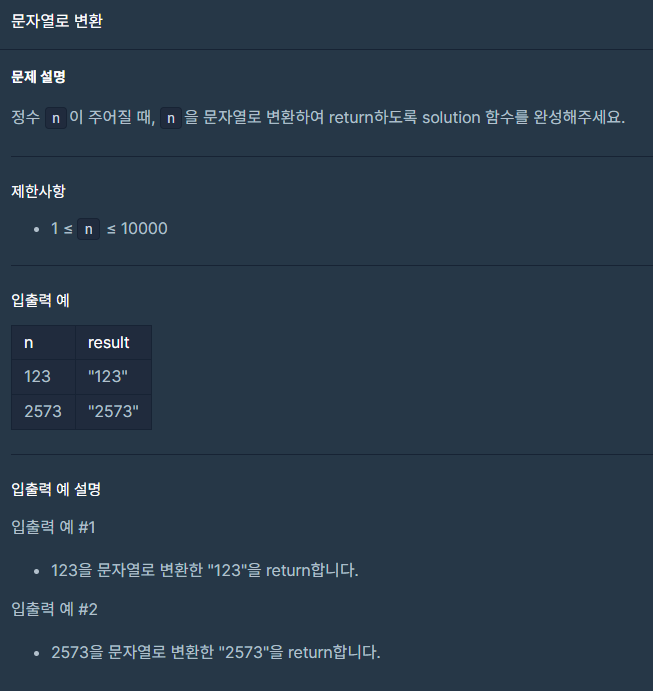 문자열로 변환
문제 설명
정수 n이 주어질 때, n을 문자열로 변환하여 return하도록 solution 함수를 완성해주세요.
제한사항
• 1 ≤ n ≤ 10000
입출력 예
n result
123 "123"
2573 "2573"
입출력 예 설명
입출력 예 #1
• 123을 문자열로 변환한 "123"을 return합니다.
입출력 예 #2
• 2573을 문자열로 변환한 "2573"을 return합니다.